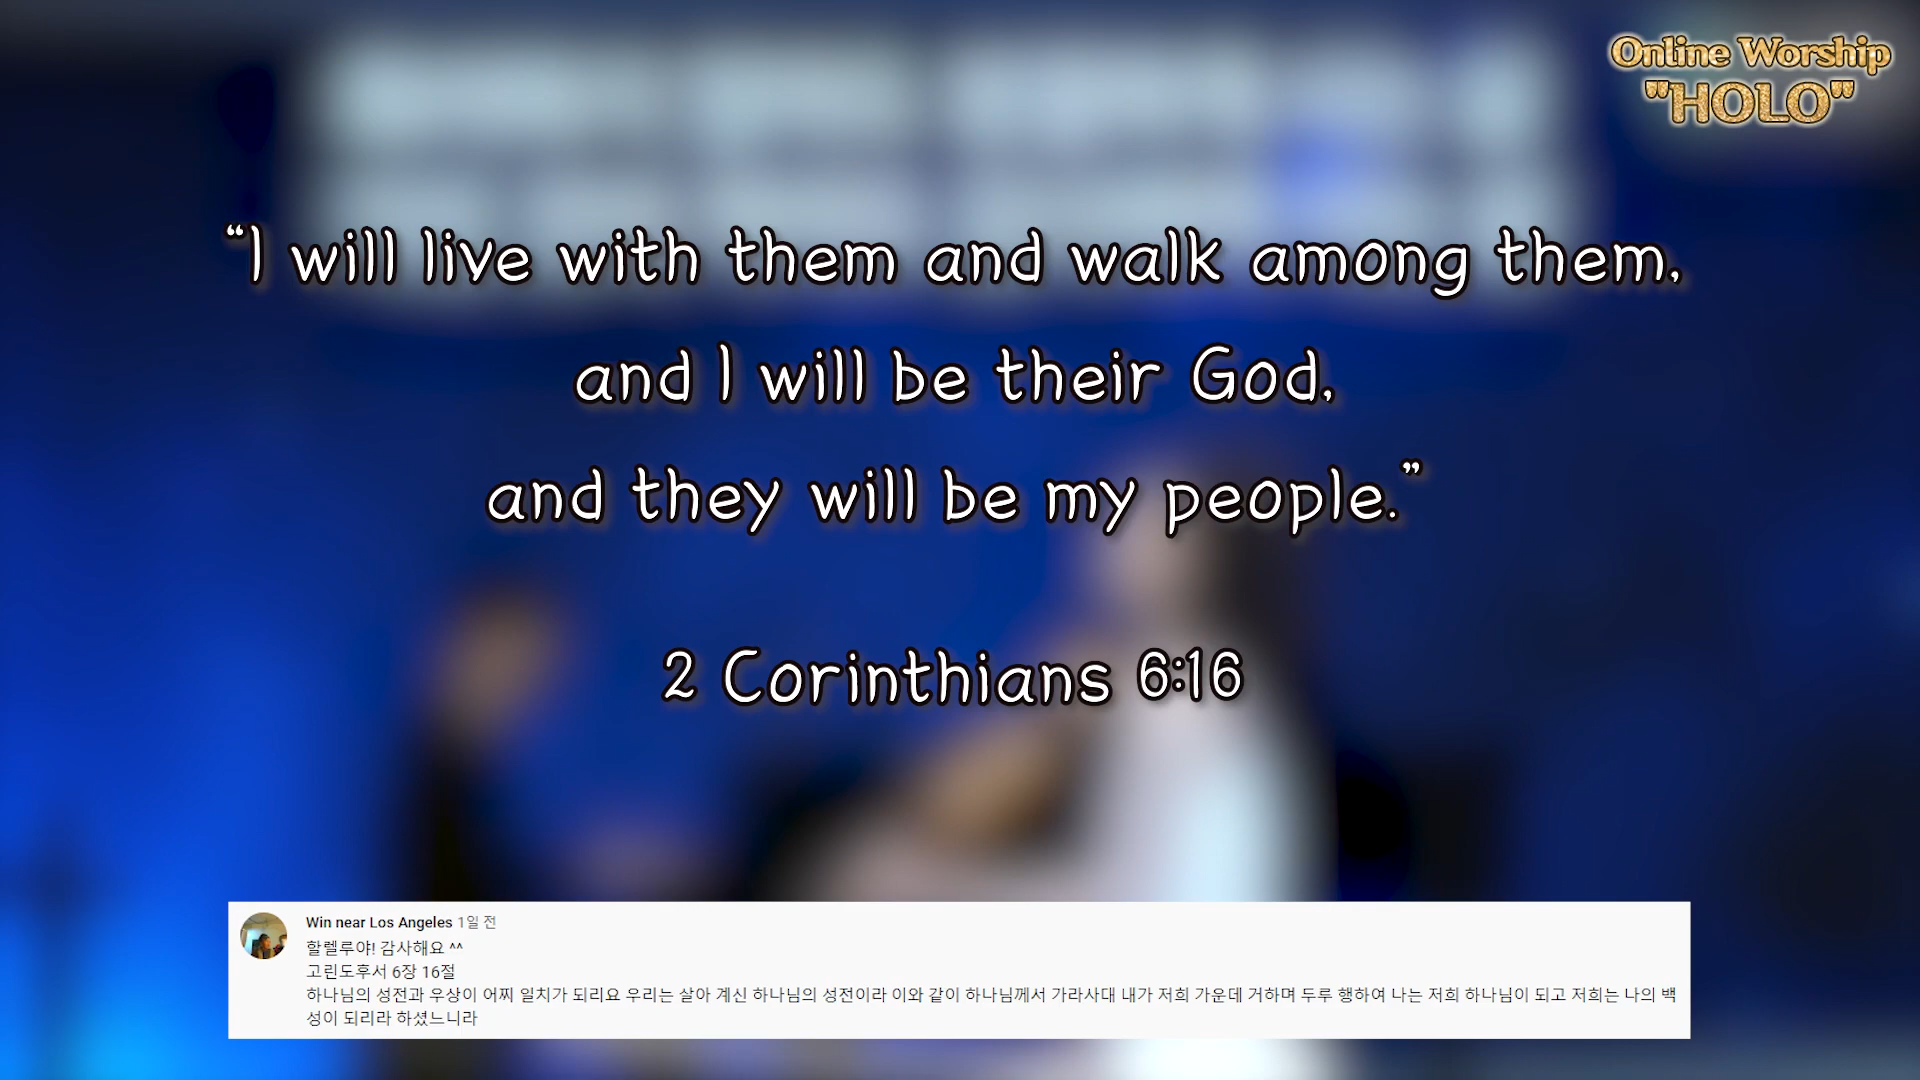 Online Worship
"HOLO"
“I will live with them and walk among them,
and I will be their God,
and they will be my people.”
2 Corinthians 6:16
Win near Los Angeles 1일 전
할렐루야! 감사해요 ^^
고린도후서 6장 16절
하나님의 성전과 우상이 어찌 일치가 되리요 우리는 살아 계신 하나님의 성전이라 이와 같이 하나님께서 가라사대 내가 저희 가운데 거하며 두루 행하여 나는 저희 하나님이 되고 저희는 나의 백
성이 되리라 하셨느니라